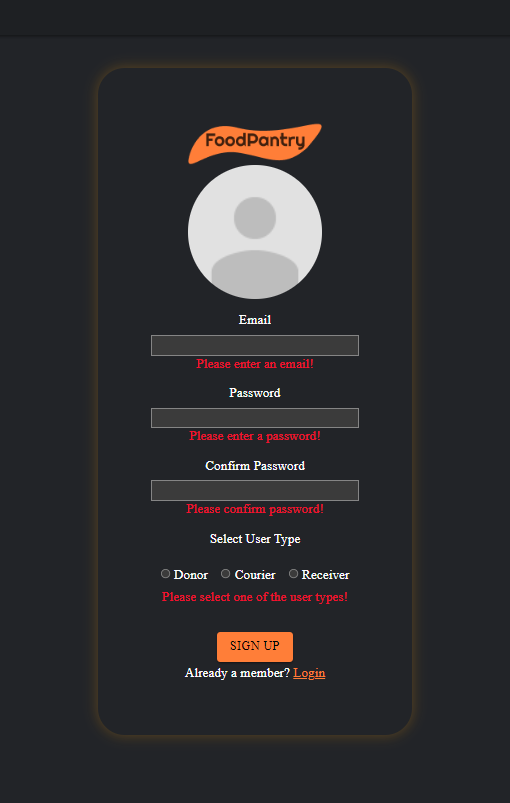 FoodPantry
Email
Please enter an email!
Password
Please enter a password!
Confirm Password
Please confirm password!
Select User Type
Donor Courier Receiver
Please select one of the user types!
SIGN UP
Already a member? Login